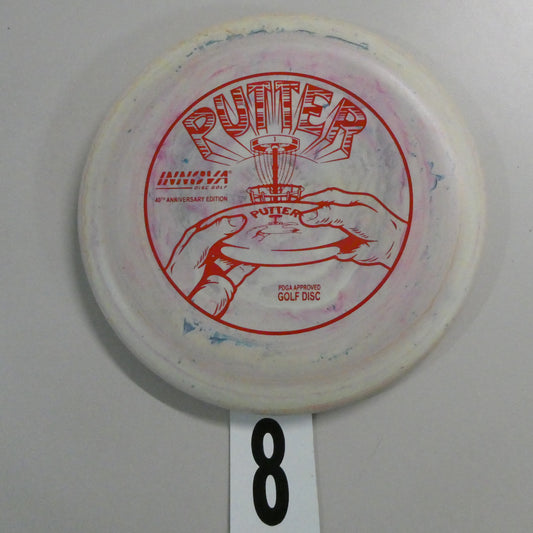 PUTTER
INNOVA
DISC GOLF
40TH ANNIVERSARY EDITION
PUTTER
PDGA APPROVED
GOLF DISC
8